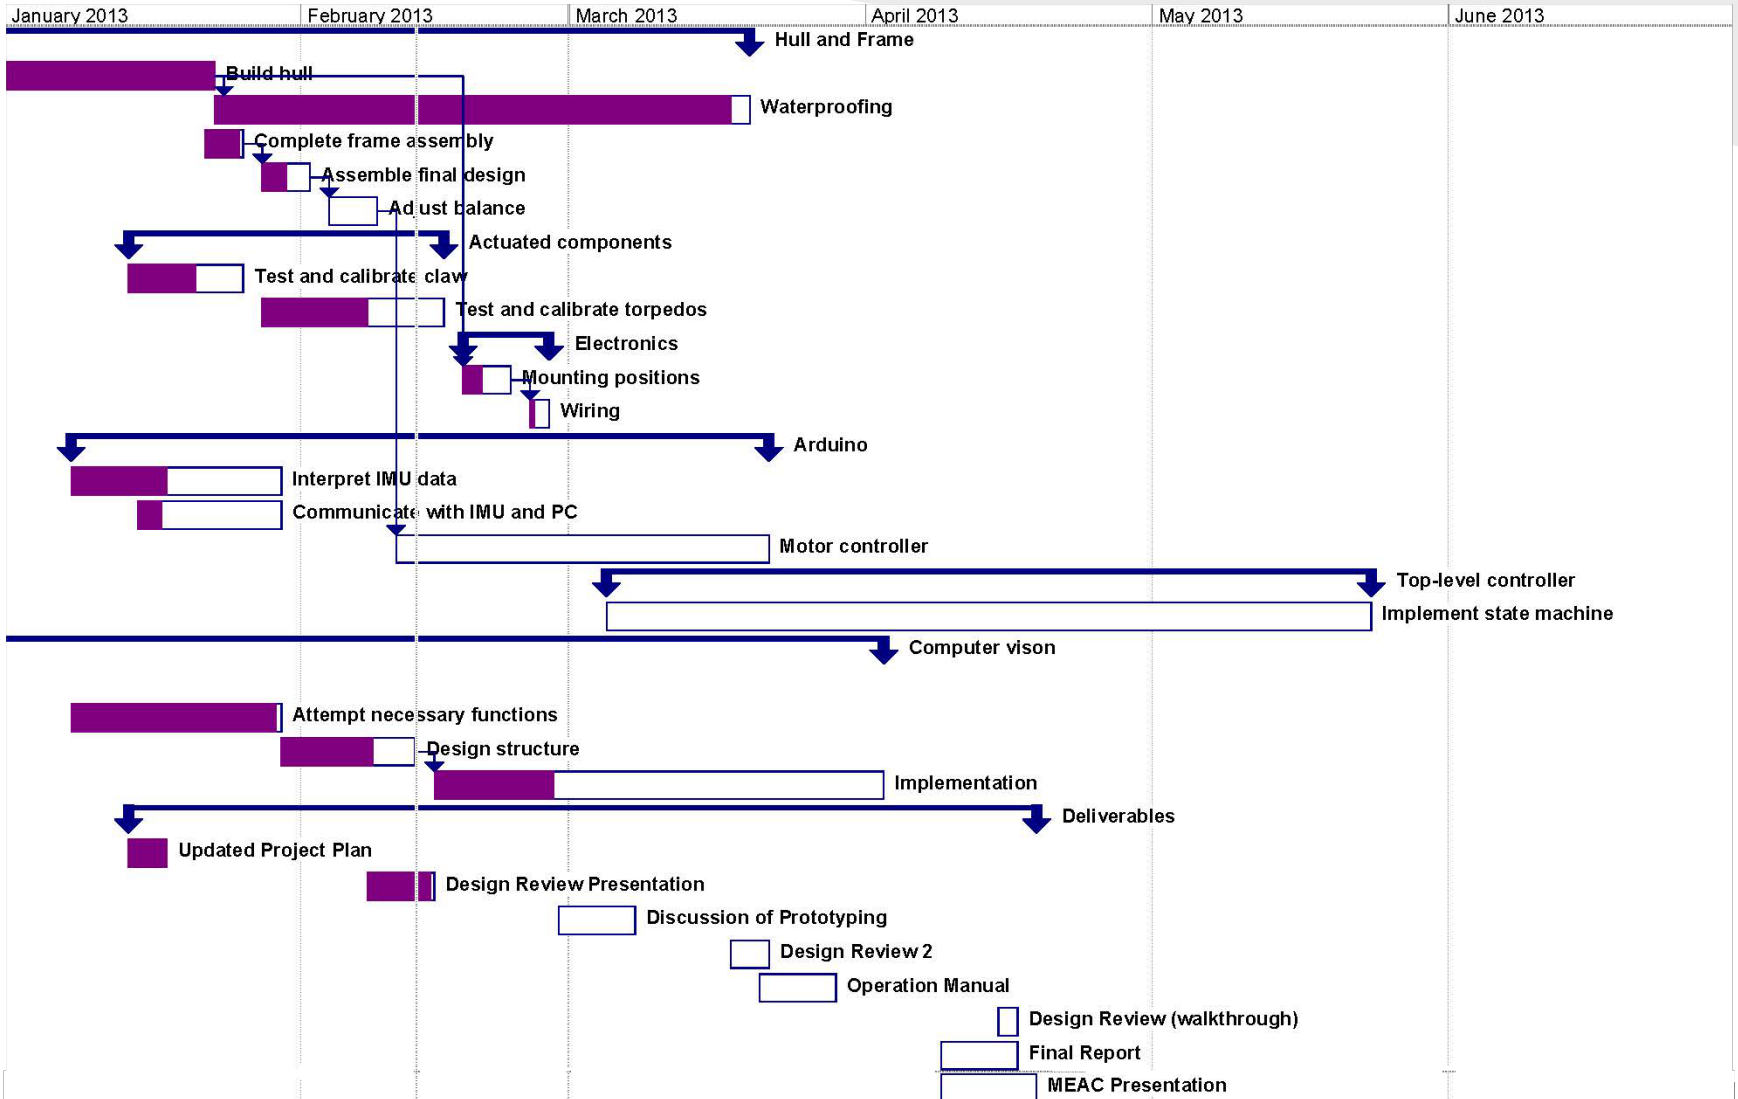 January 2013 February 2013 March 2013 April 2013 May 2013 June 2013
Hull and Frame
Build hull
Waterproofing
Complete frame assembly
Assemble final design
Adjust balance
Actuated components
Test and calibrate claw
Test and calibrate torpedos
Electronics
Mounting positions
Wiring
Arduino
Interpret IMU data
Communicate with IMU and PC
Motor controller
Top-level controller
Implement state machine
Computer vison
Attempt necessary functions
Design structure
Implementation
Deliverables
Updated Project Plan
Design Review Presentation
Discussion of Prototyping
Design Review 2
Operation Manual
Design Review (walkthrough)
Final Report
MEAC Presentation